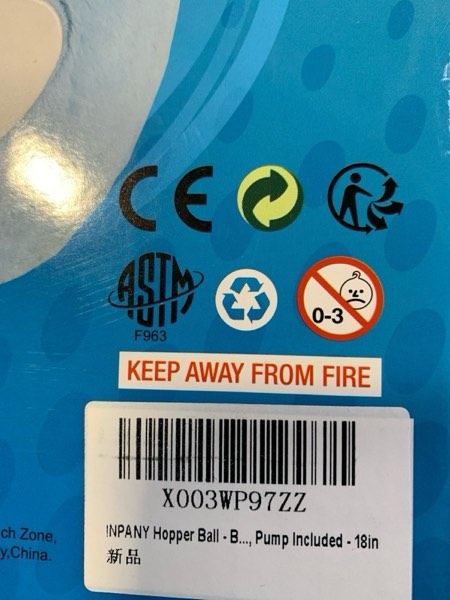 CE
ASTM
F963
0-3
KEEP AWAY FROM FIRE
X003WP97ZZ
INPANY Hopper Ball - B..., Pump Included - 18in
新品
ch Zone,
y,China.